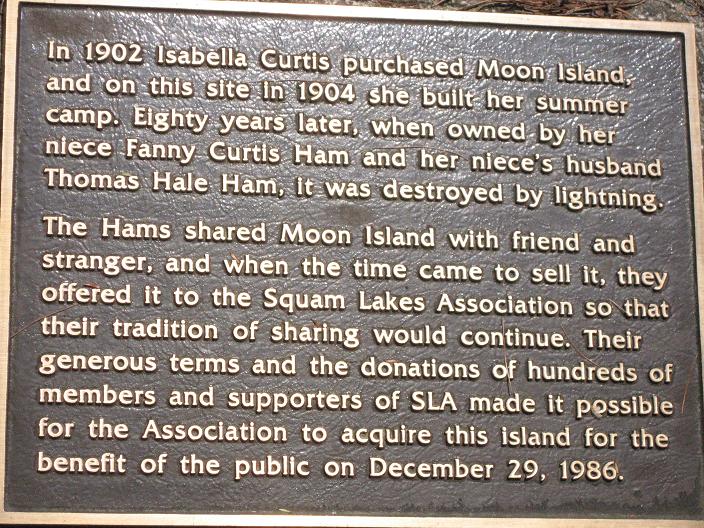 In 1902 Isabella Curtis purchased Moon Island,
and on this site in 1904 she built her summer
camp. Eighty years later, when owned by her
niece Fanny Curtis Ham and her niece's husband
Thomas Hale Ham, it was destroyed by lightning.
The Hams shared Moon Island with friend and
stranger, and when the time came to sell it, they
offered it to the Squam Lakes Association so that
their tradition of sharing would continue. Their
generous terms and the donations of hundreds of
members and supporters of SLA made it possible
for the Association to acquire this island for the
benefit of the public on December 29, 1986.